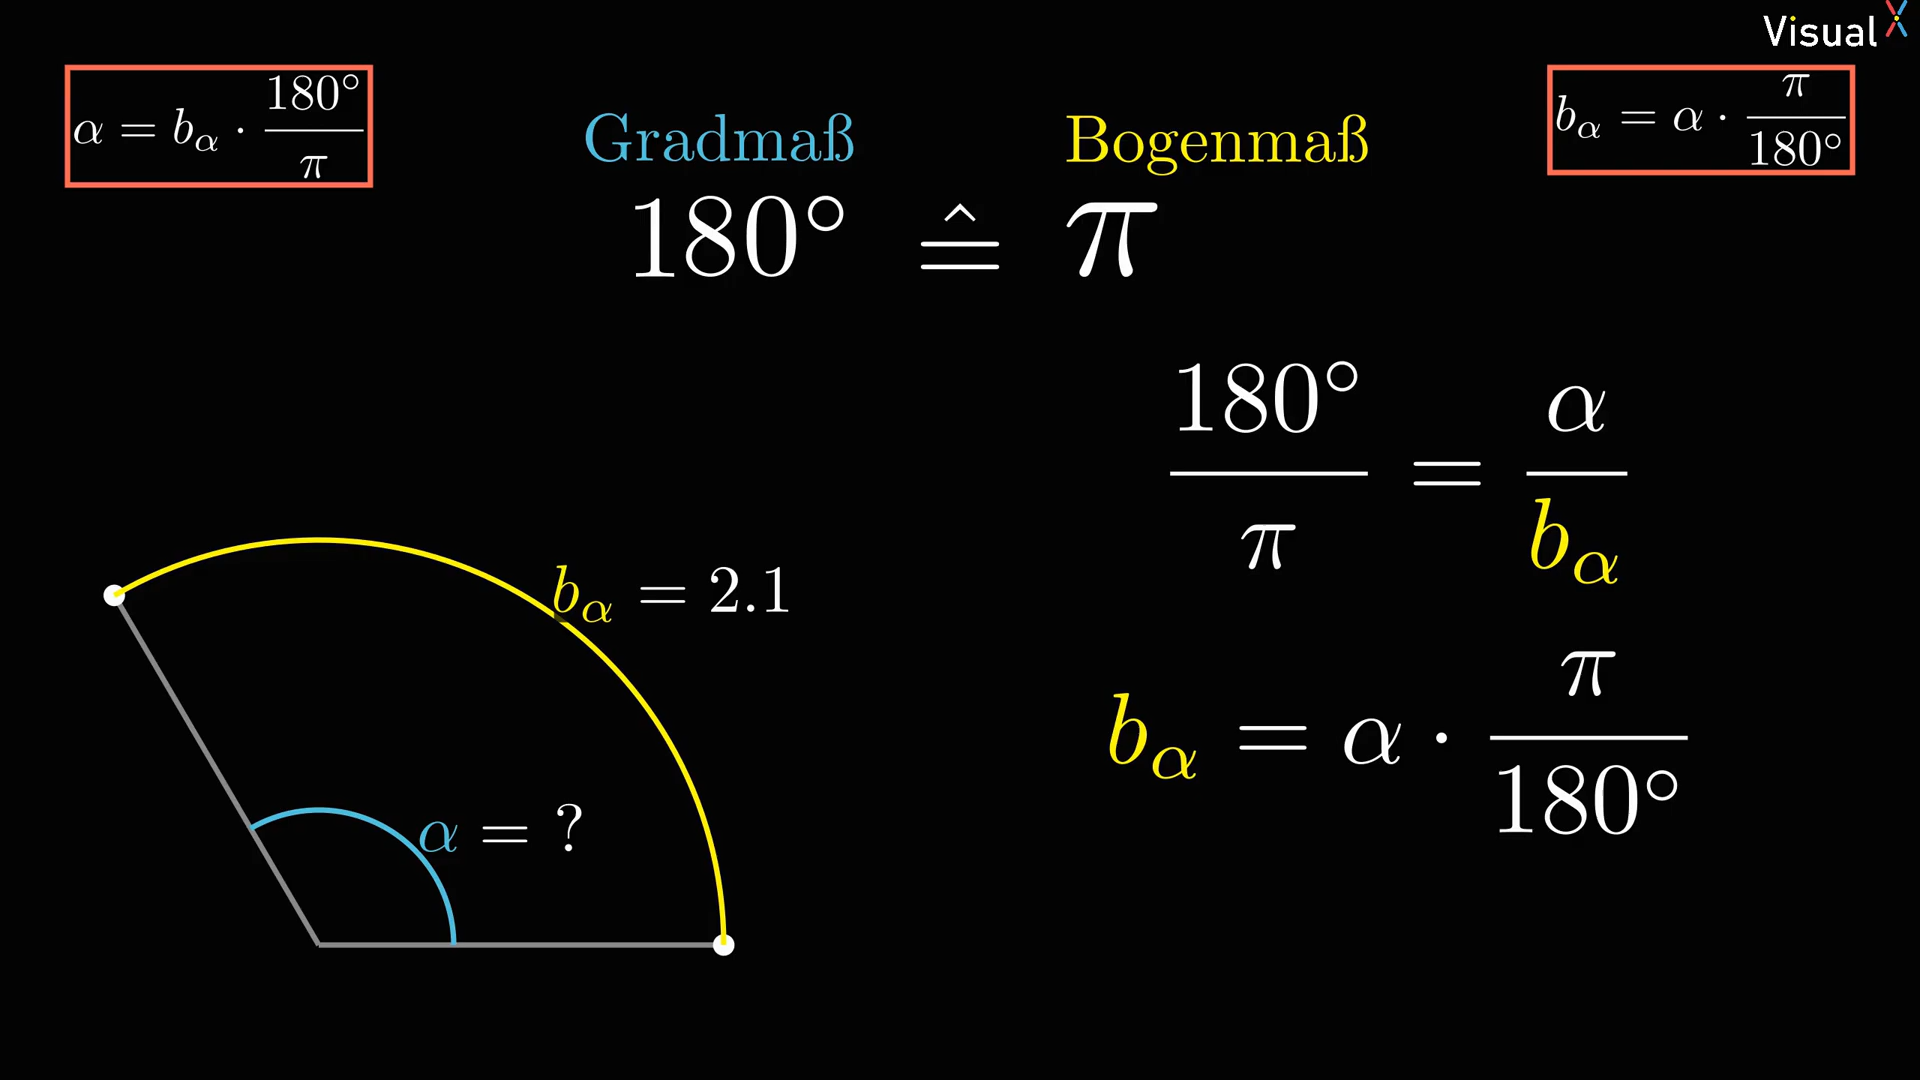 Visual X
α = b_α · 180°/π
Gradmaß
Bogenmaß
b_α = α · π/180°
180° ≙ π
180°/π = α/b_α
b_α = 2.1
b_α = α · π/180°
α = ?